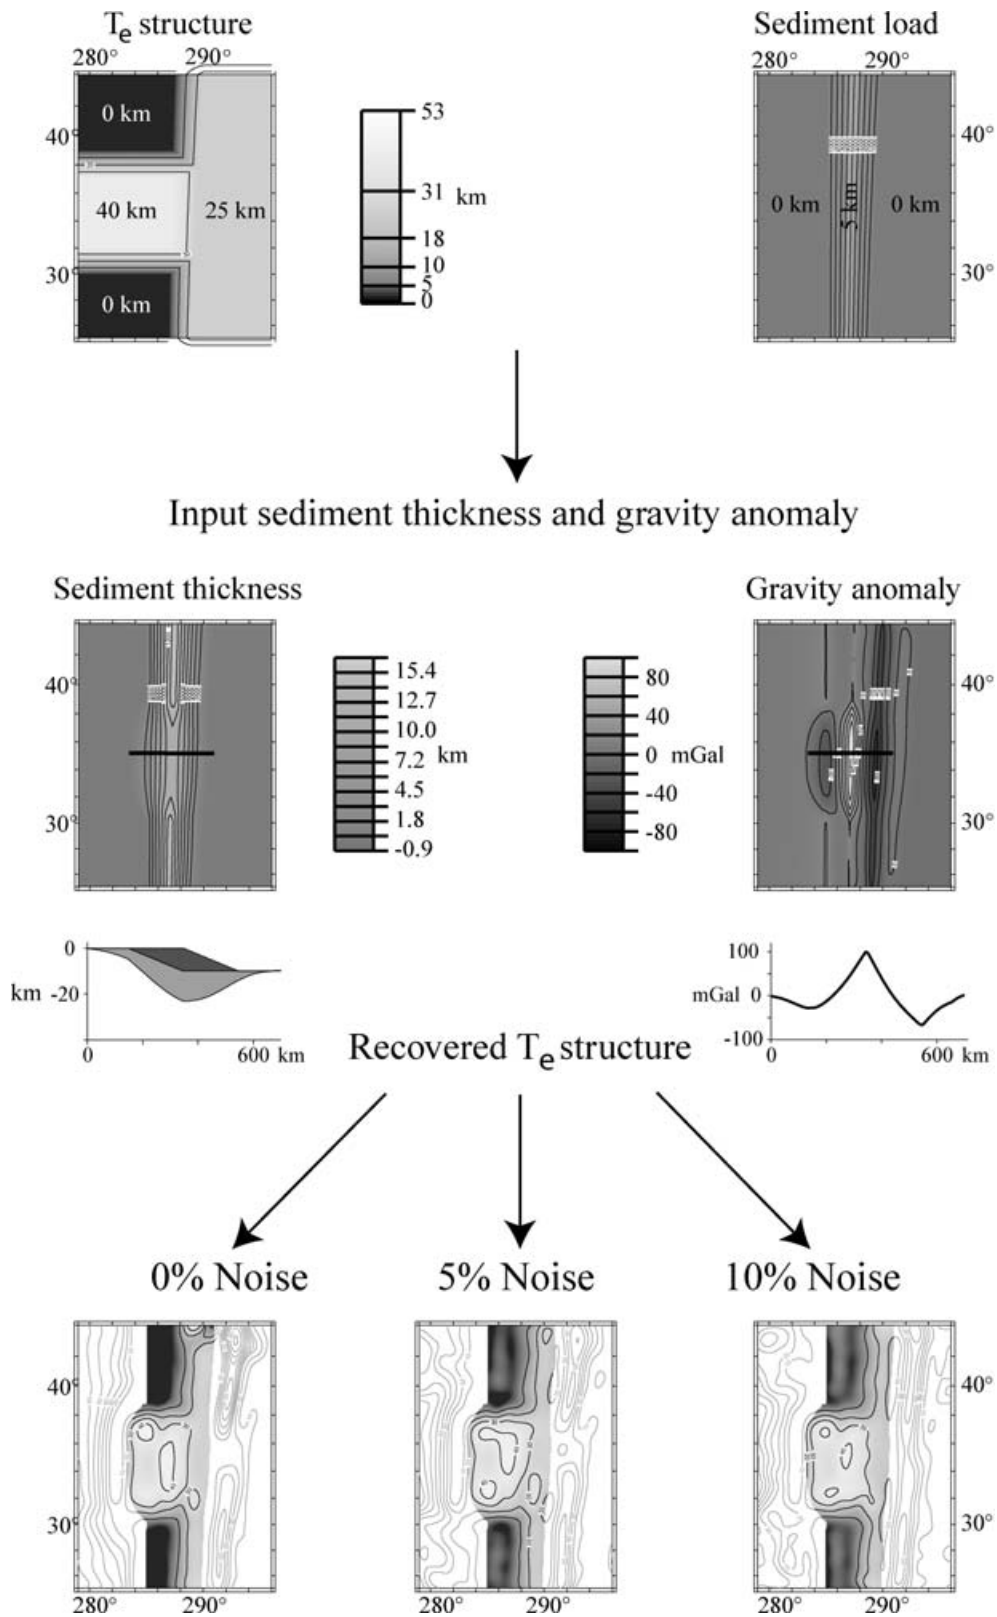 Te structure
Sediment load
280° 290°
280° 290°
0 km
40°
40 km 25 km
30°
0 km
53
31 km
18
10
5
0
40°
0 km 5 km 0 km
30°
Input sediment thickness and gravity anomaly
Sediment thickness
Gravity anomaly
40°
30°
15.4
12.7
10.0
7.2 km
4.5
1.8
-0.9
80
40
0 mGal
-40
-80
40°
30°
0
km -20
0 600 km
100
mGal 0
-100
0 600 km
Recovered Te structure
0% Noise
5% Noise
10% Noise
40°
30°
40°
30°
280° 290°
280° 290°
280° 290°